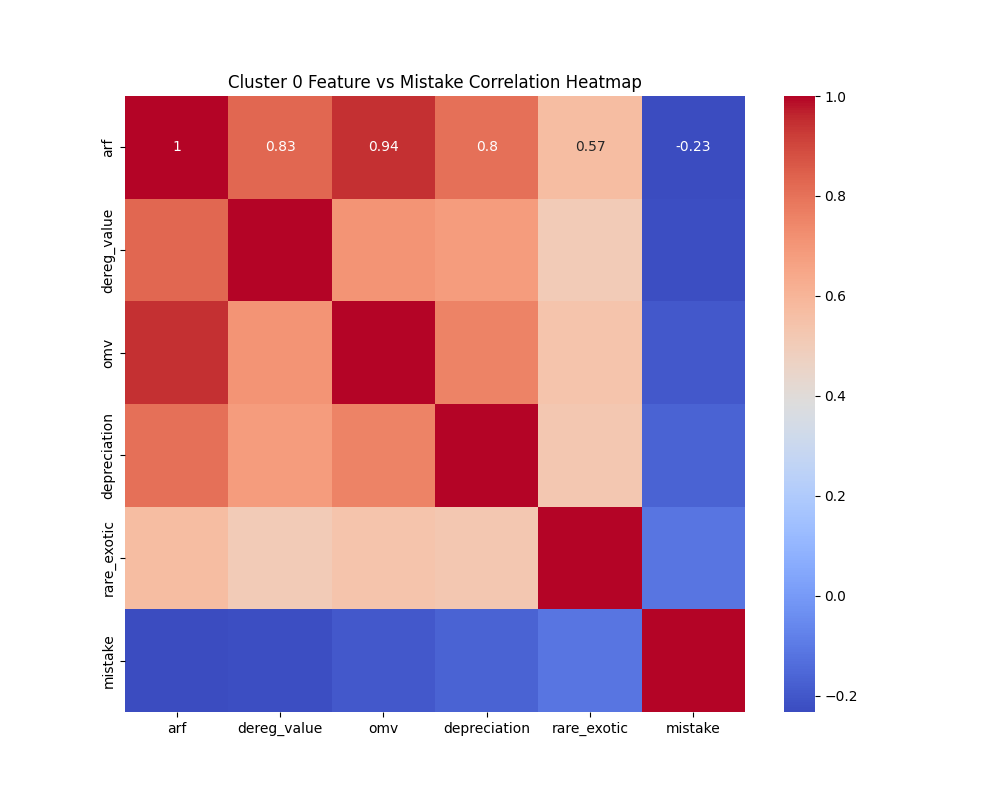 Cluster 0 Feature vs Mistake Correlation Heatmap
arf
1 0.83 0.94 0.8 0.57 -0.23
dereg_value
omv
depreciation
rare_exotic
mistake
arf dereg_value omv depreciation rare_exotic mistake
1.0
0.8
0.6
0.4
0.2
0.0
−0.2